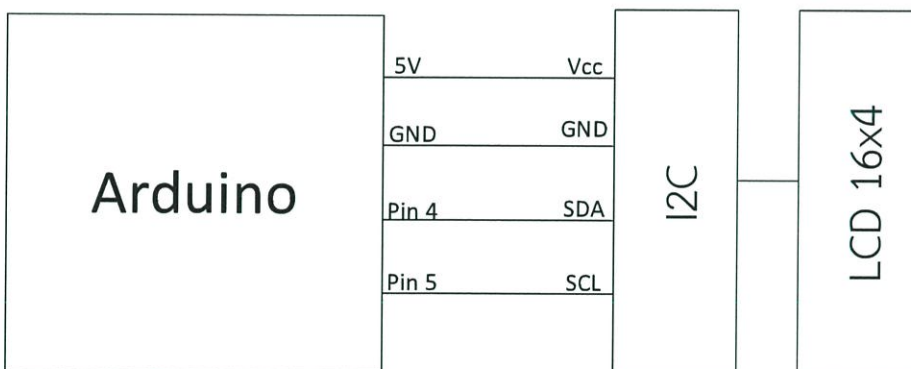 Arduino
5V
Vcc
GND
GND
Pin 4
SDA
Pin 5
SCL
I2C
LCD 16x4